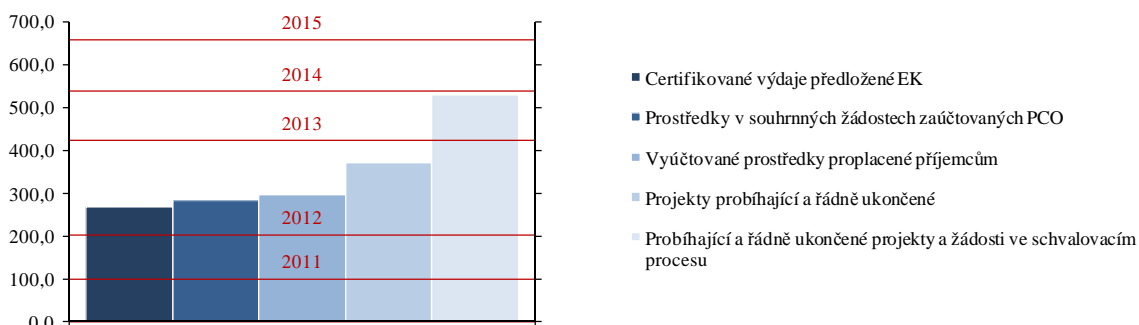 700,0
600,0
500,0
400,0
300,0
200,0
100,0
0,0
2015
2014
2013
2012
2011
Certifikované výdaje předložené EK
Prostředky v souhrnných žádostech zaúčtovaných PCO
Vyúčtované prostředky proplacené příjemcům
Projekty probíhající a řádně ukončené
Probíhající a řádně ukončené projekty a žádosti ve schvalovacím
procesu